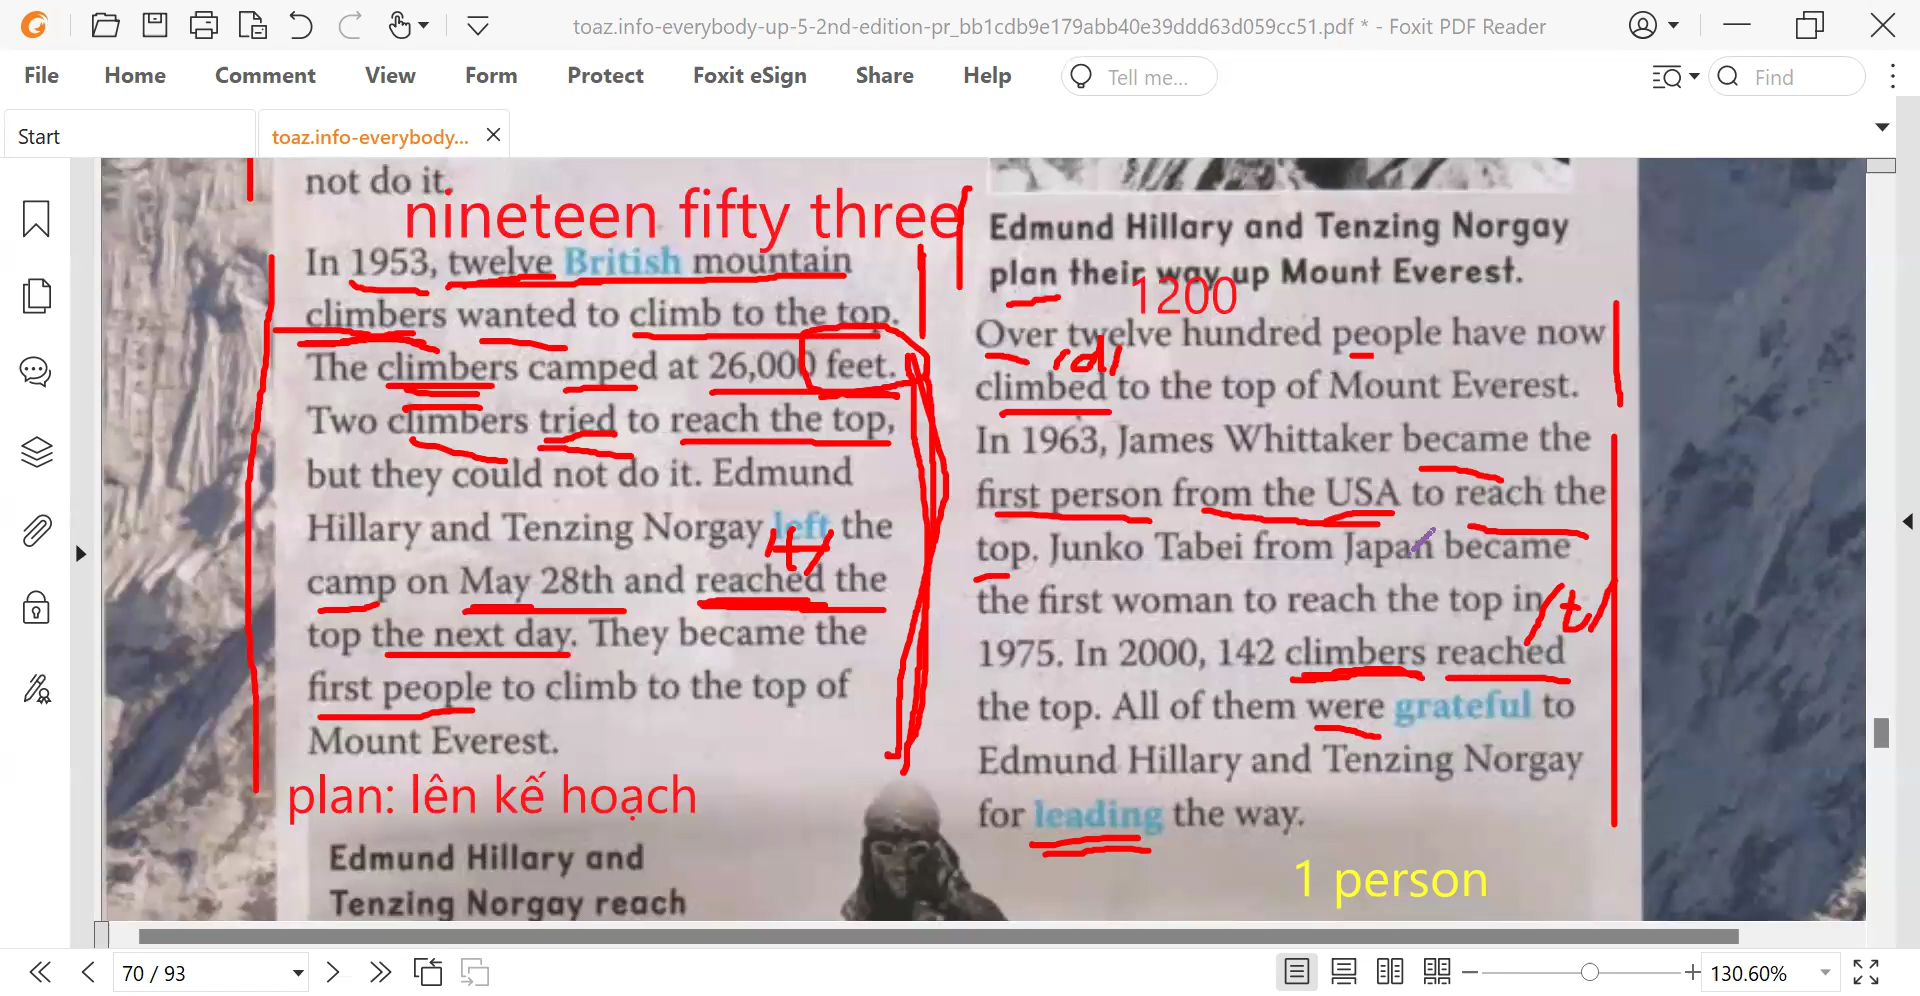 toaz.info-everybody-up-5-2nd-edition-pr_bb1cdb9e179abb40e39ddd63d059cc51.pdf * - Foxit PDF Reader
File Home Comment View Form Protect Foxit eSign Share Help Tell me... Find
Start toaz.info-everybody...
not do it.
nineteen fifty three
In 1953, twelve British mountain
climbers wanted to climb to the top.
The climbers camped at 26,000 feet.
Two climbers tried to reach the top,
but they could not do it. Edmund
Hillary and Tenzing Norgay left the
/t/
camp on May 28th and reached the
top the next day. They became the
first people to climb to the top of
Mount Everest.
plan: lên kế hoạch
Edmund Hillary and
Tenzing Norgay reach
Edmund Hillary and Tenzing Norgay
plan their way up Mount Everest.
1200
Over twelve hundred people have now
/d/
climbed to the top of Mount Everest.
In 1963, James Whittaker became the
first person from the USA to reach the
top. Junko Tabei from Japan became
the first woman to reach the top in
/t/
1975. In 2000, 142 climbers reached
the top. All of them were grateful to
Edmund Hillary and Tenzing Norgay
for leading the way.
1 person
70 / 93 130.60%